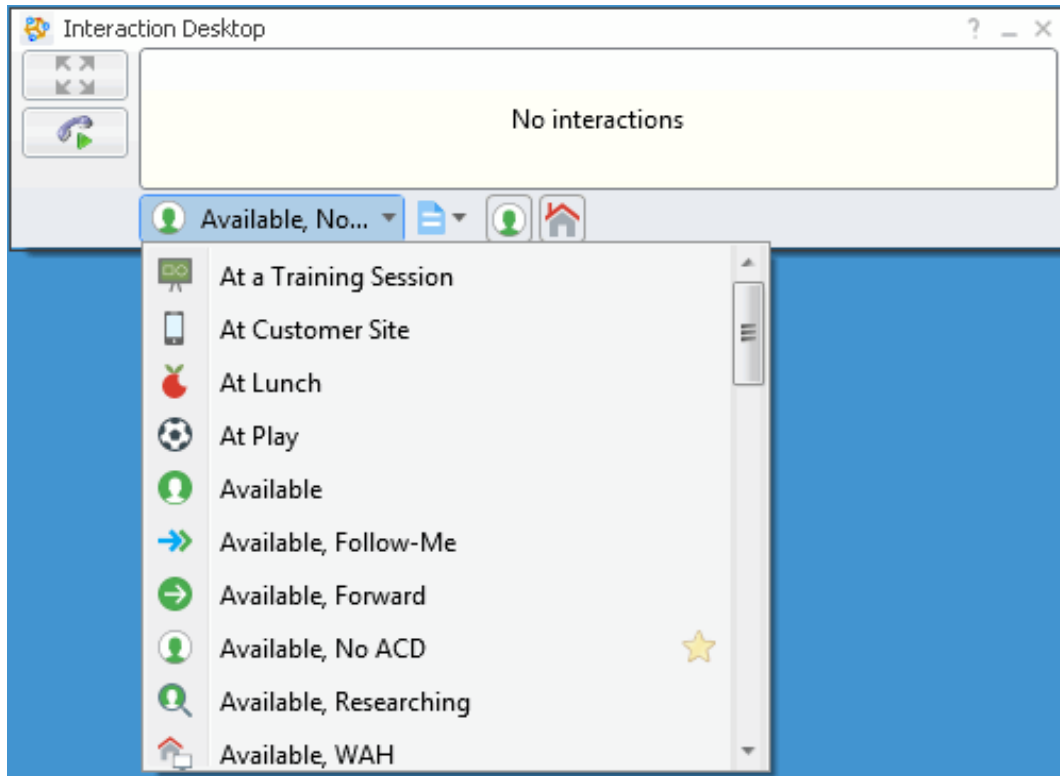 Interaction Desktop
No interactions
Available, No...
At a Training Session
At Customer Site
At Lunch
At Play
Available
Available, Follow-Me
Available, Forward
Available, No ACD
Available, Researching
Available, WAH